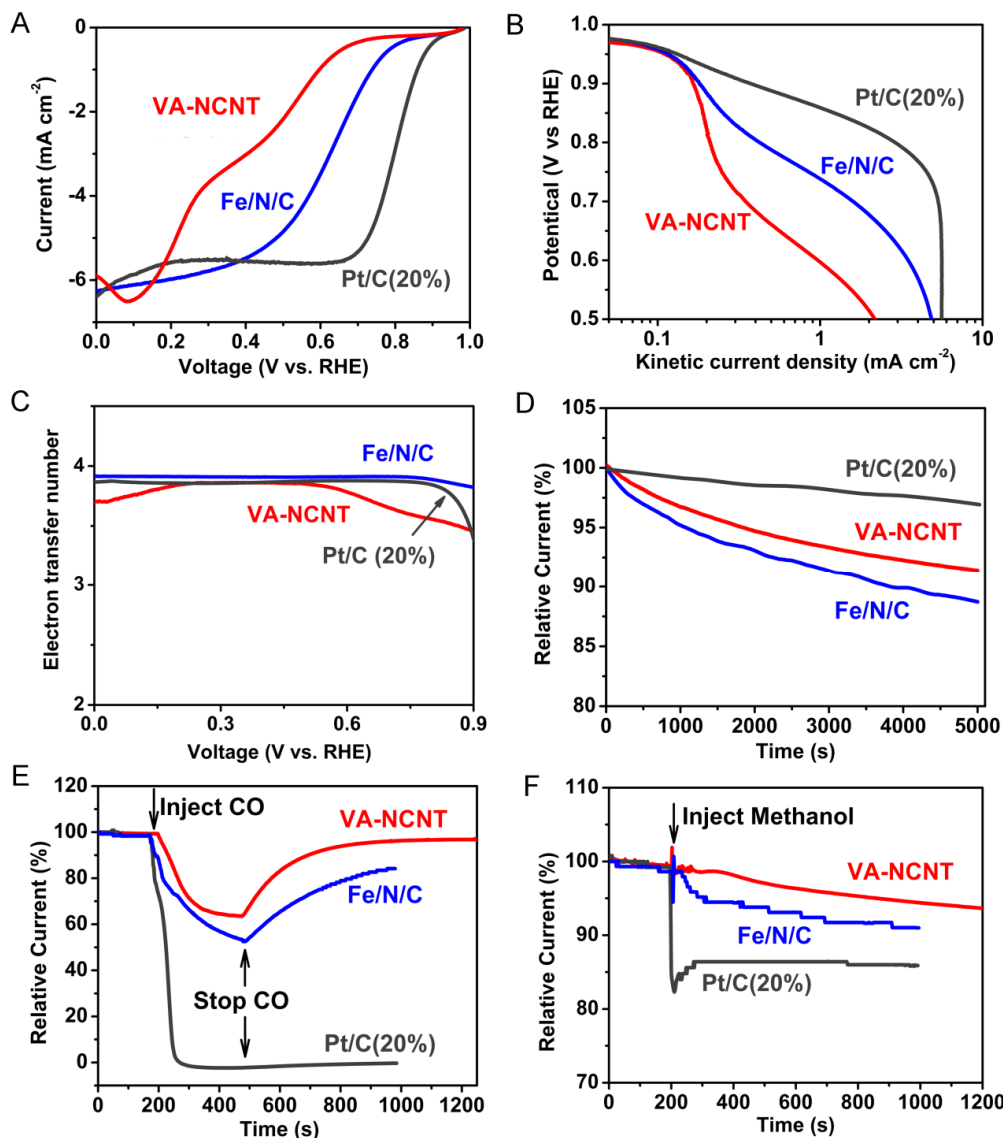 A
0
-2
-4
-6
Current (mA cm⁻²)
VA-NCNT
Fe/N/C
Pt/C(20%)
0.0 0.2 0.4 0.6 0.8 1.0
Voltage (V vs. RHE)
B
1.0
0.9
0.8
0.7
0.6
0.5
Potentical (V vs RHE)
Pt/C(20%)
Fe/N/C
VA-NCNT
0.1 1 10
Kinetic current density (mA cm⁻²)
C
4
3
2
Electron transfer number
Fe/N/C
VA-NCNT
Pt/C (20%)
0.0 0.3 0.6 0.9
Voltage (V vs. RHE)
D
105
100
95
90
85
80
Relative Current (%)
Pt/C(20%)
VA-NCNT
Fe/N/C
0 1000 2000 3000 4000 5000
Time (s)
E
120
100
80
60
40
20
0
Relative Current (%)
Inject CO
VA-NCNT
Fe/N/C
Stop CO
Pt/C(20%)
0 200 400 600 800 1000 1200
Time (s)
F
110
100
90
80
Relative Current (%)
Inject Methanol
VA-NCNT
Fe/N/C
Pt/C(20%)
0 200 400 600 800 1000 1200
Time (s)